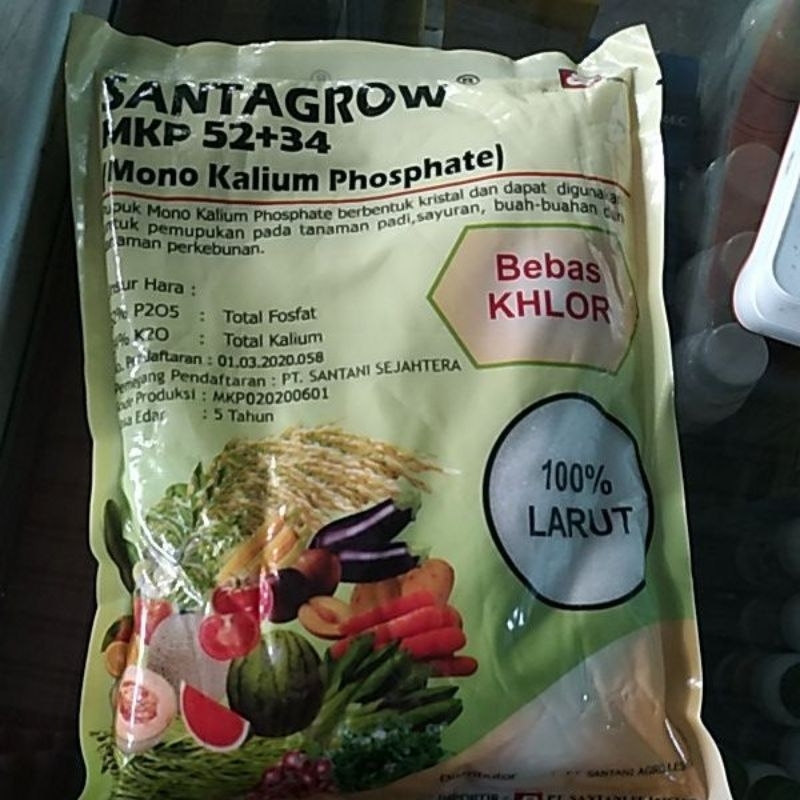 SANTAGROW®
MKP 52+34
(Mono Kalium Phosphate)
Mono Kalium Phosphate berbentuk kristal dan dapat
pemupukan pada tanaman padi,sayuran, buah-buahan
perkebunan.
Bebas
KHLOR
Hara :
P2O5 : Total Fosfat
K2O : Total Kalium
: 01.03.2020.058
Pendaftaran : PT. SANTANI SEJAHTERA
Produksi : MKP020200601
Edar : 5 Tahun
100%
LARUT
Distributor